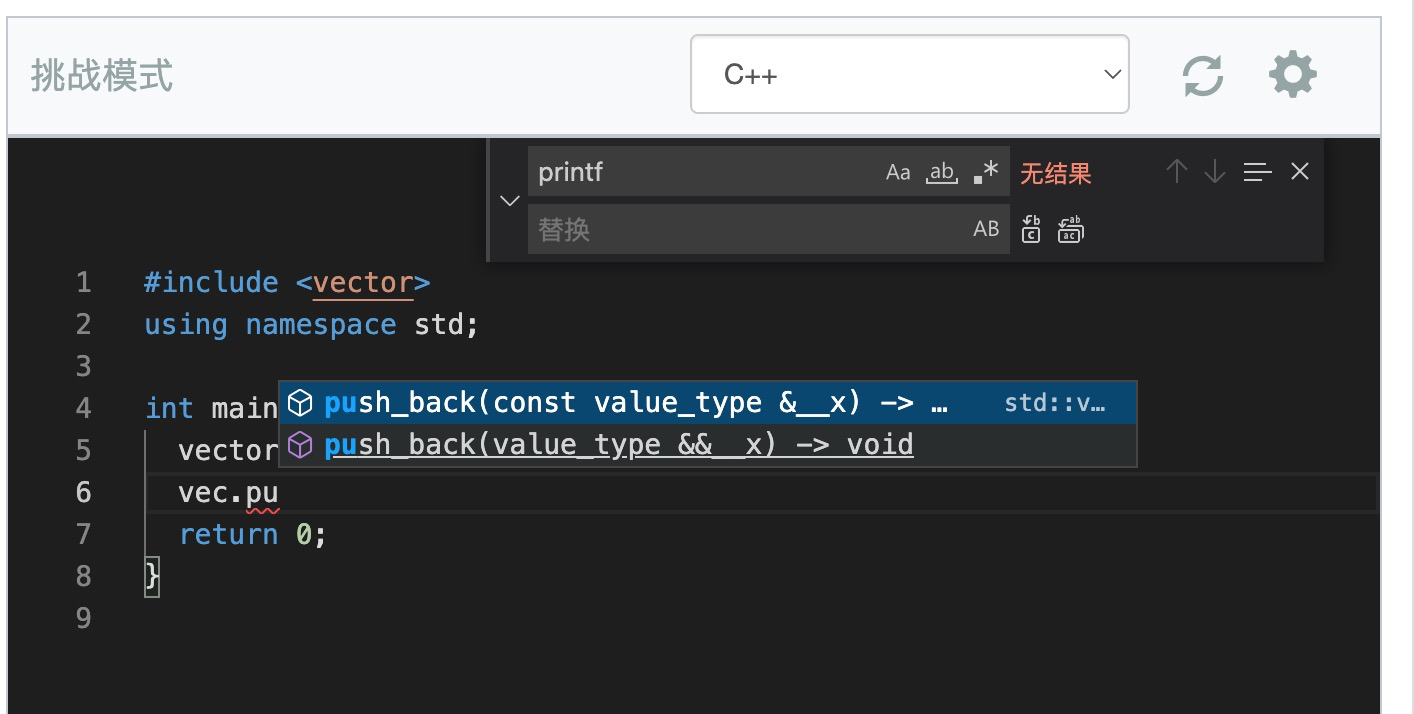 挑战模式
C++
printf
Aa
ab
.*
无结果
替换
AB
1 #include <vector>
2 using namespace std;
3
4 int main
push_back(const value_type &__x) -> … std::v…
5 vector
push_back(value_type &&__x) -> void
6 vec.pu
7 return 0;
8 }
9